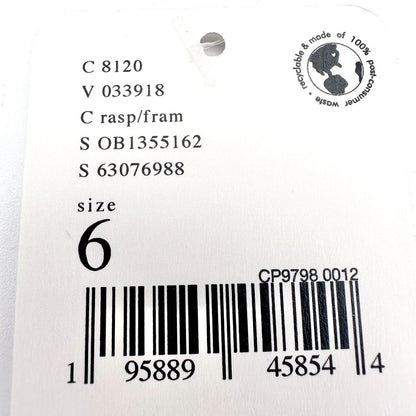 recyclable & made of 100% post-consumer waste •
C 8120
V 033918
C rasp/fram
S OB1355162
S 63076988
size
6
CP9798 0012
1 95889 45854 4